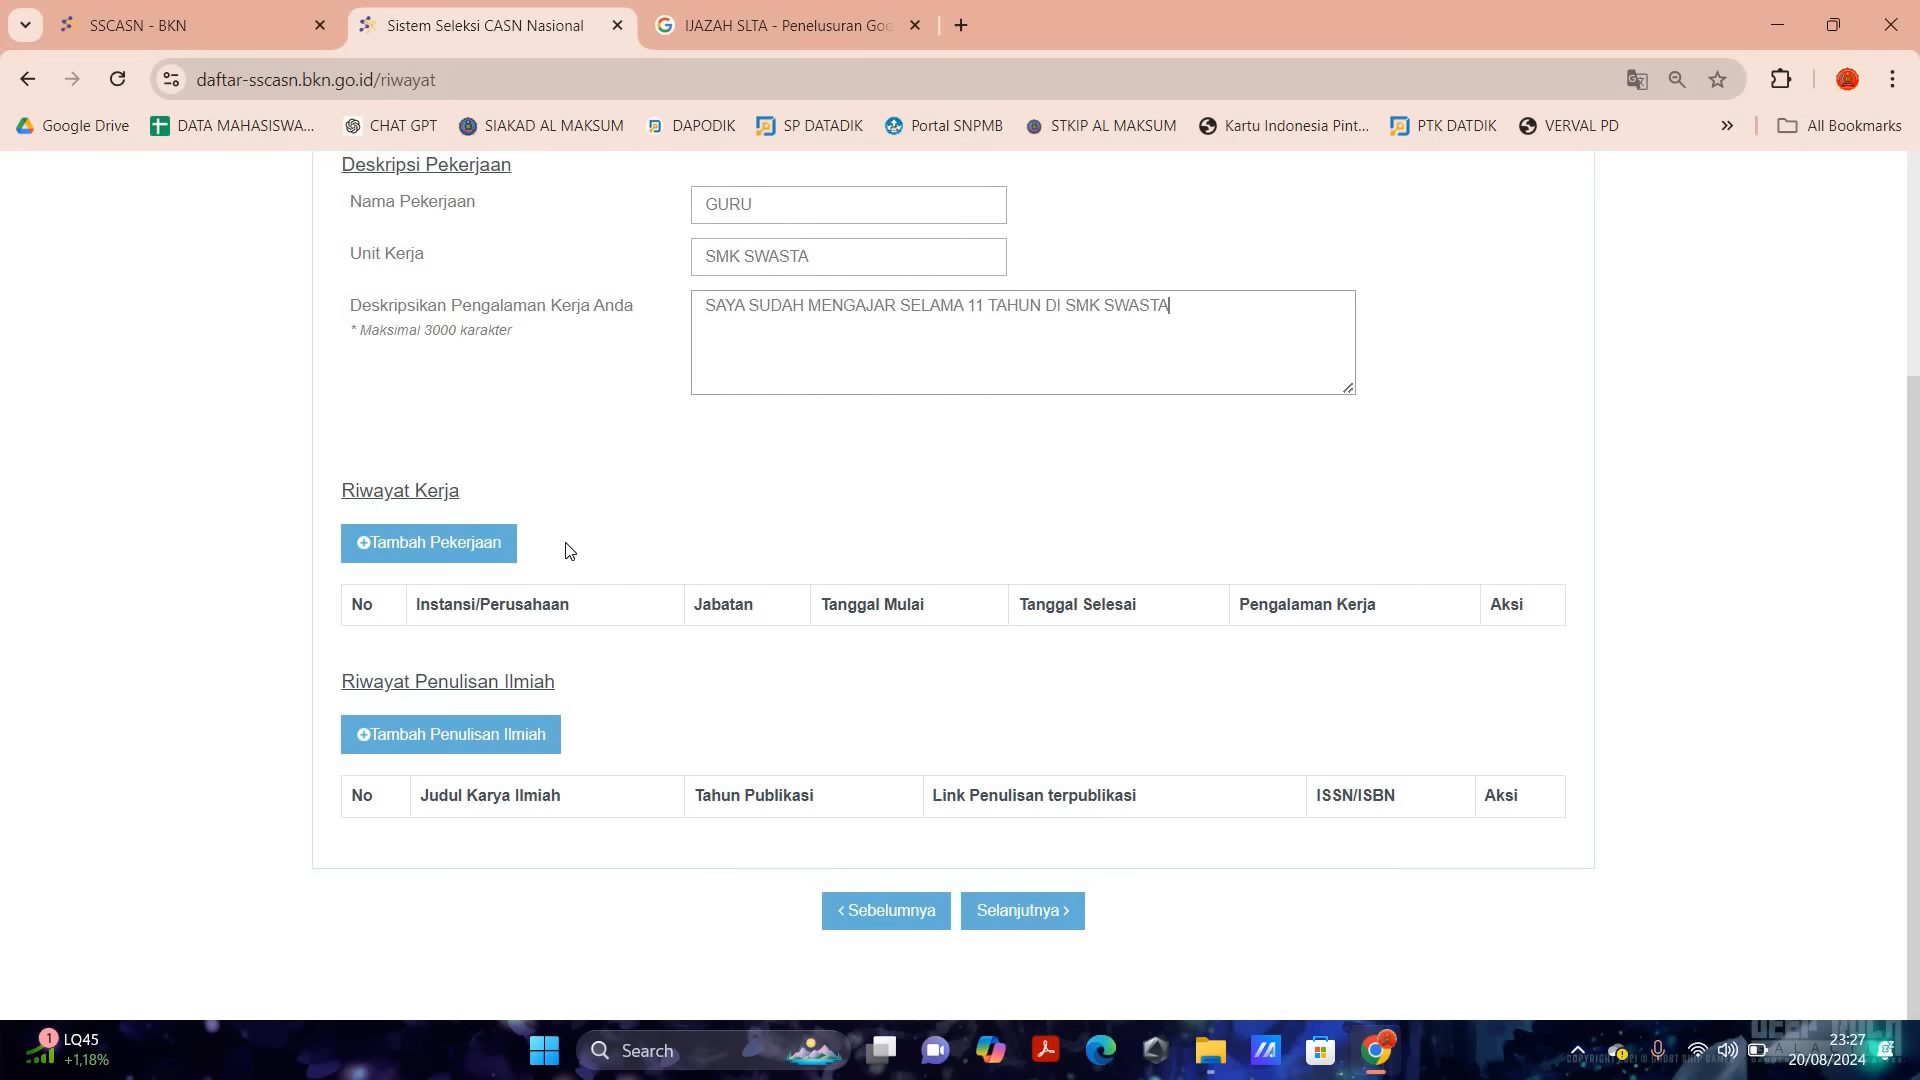 SSCASN - BKN
Sistem Seleksi CASN Nasional
IJAZAH SLTA - Penelusuran Goo
daftar-sscasn.bkn.go.id/riwayat
Google Drive
DATA MAHASISWA...
CHAT GPT
SIAKAD AL MAKSUM
DAPODIK
SP DATADIK
Portal SNPMB
STKIP AL MAKSUM
Kartu Indonesia Pint...
PTK DATDIK
VERVAL PD
All Bookmarks
Deskripsi Pekerjaan
Nama Pekerjaan
GURU
Unit Kerja
SMK SWASTA
Deskripsikan Pengalaman Kerja Anda
* Maksimal 3000 karakter
SAYA SUDAH MENGAJAR SELAMA 11 TAHUN DI SMK SWASTA
Riwayat Kerja
Tambah Pekerjaan
No Instansi/Perusahaan Jabatan Tanggal Mulai Tanggal Selesai Pengalaman Kerja Aksi
Riwayat Penulisan Ilmiah
Tambah Penulisan Ilmiah
No Judul Karya Ilmiah Tahun Publikasi Link Penulisan terpublikasi ISSN/ISBN Aksi
< Sebelumnya
Selanjutnya >
1
LQ45
+1,18%
Search
23:27
20/08/2024